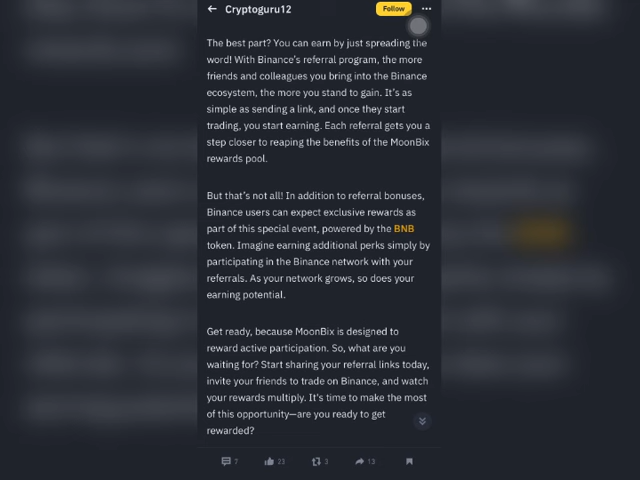 Cryptoguru12
Follow
The best part? You can earn by just spreading the
word! With Binance's referral program, the more
friends and colleagues you bring into the Binance
ecosystem, the more you stand to gain. It's as
simple as sending a link, and once they start
trading, you start earning. Each referral gets you a
step closer to reaping the benefits of the MoonBix
rewards pool.
But that's not all! In addition to referral bonuses,
Binance users can expect exclusive rewards as
part of this special event, powered by the BNB
token. Imagine earning additional perks simply by
participating in the Binance network with your
referrals. As your network grows, so does your
earning potential.
Get ready, because MoonBix is designed to
reward active participation. So, what are you
waiting for? Start sharing your referral links today,
invite your friends to trade on Binance, and watch
your rewards multiply. It's time to make the most
of this opportunity—are you ready to get
rewarded?
7 23 3 13